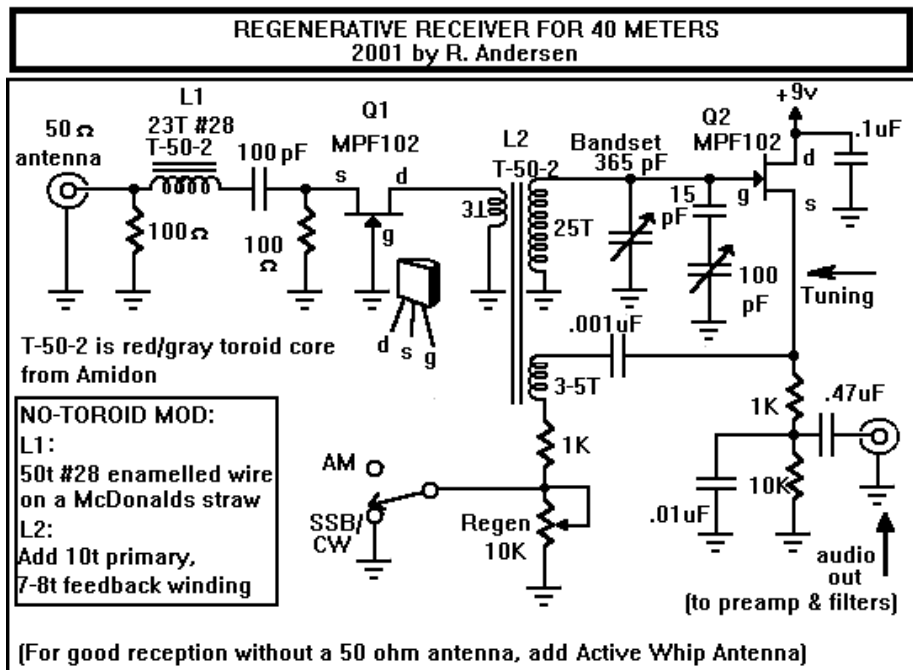 REGENERATIVE RECEIVER FOR 40 METERS
2001 by R. Andersen
L1
23T #28
T-50-2
50 Ω
antenna
100 pF
100 Ω
100
Ω
Q1
MPF102
s
d
g
d s g
L2
T-50-2
3T
25T
Bandset
365 pF
15
pF
100
pF
Q2
MPF102
+9v
d
g
s
.1uF
Tuning
.001uF
3-5T
1K
1K
.47uF
10K
.01uF
Regen
10K
AM
SSB/
CW
audio
out
(to preamp & filters)
T-50-2 is red/gray toroid core
from Amidon
NO-TOROID MOD:
L1:
50t #28 enamelled wire
on a McDonalds straw
L2:
Add 10t primary,
7-8t feedback winding
(For good reception without a 50 ohm antenna, add Active Whip Antenna)